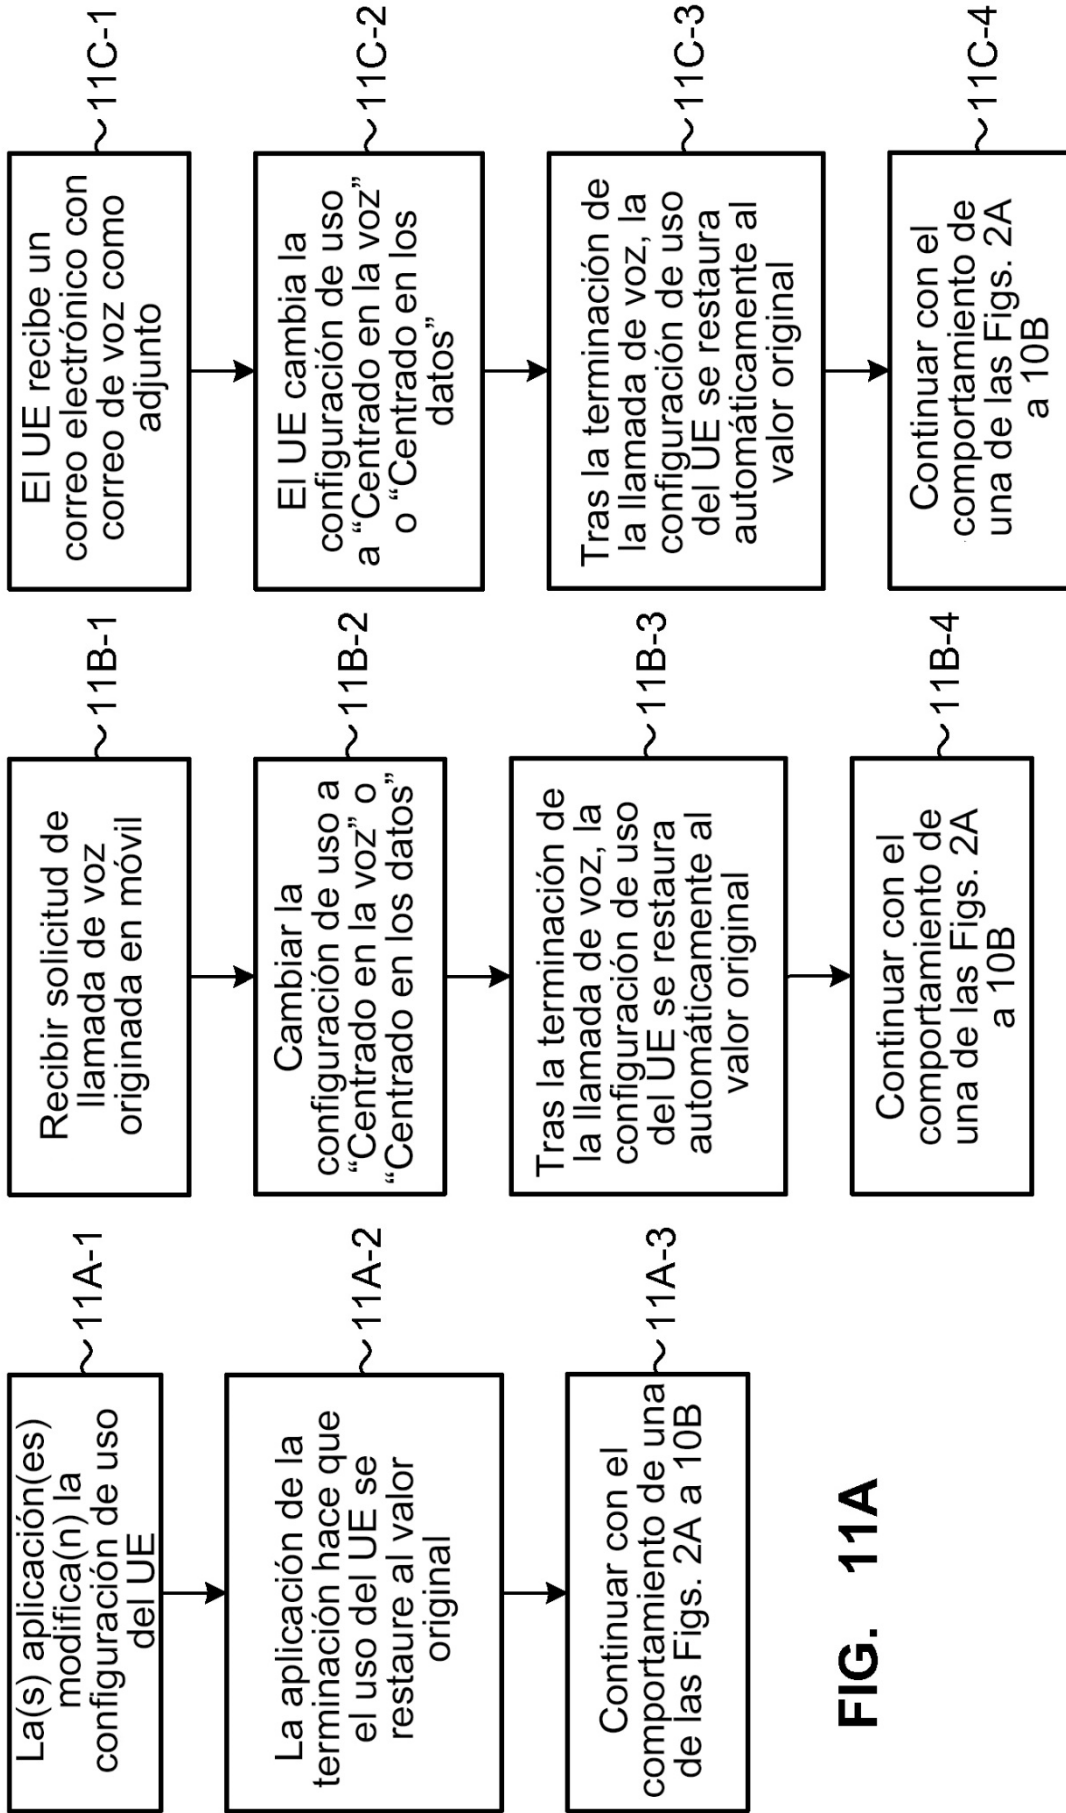 La(s) aplicación(es)
modifica(n) la
configuración de uso
del UE
11A-1
La aplicación de la
terminación hace que
el uso del UE se
restaure al valor
original
11A-2
Continuar con el
comportamiento de una
de las Figs. 2A a 10B
11A-3
Recibir solicitud de
llamada de voz
originada en móvil
11B-1
Cambiar la
configuración de uso a
“Centrado en la voz” o
“Centrado en los datos”
11B-2
Tras la terminación de
la llamada de voz, la
configuración de uso
del UE se restaura
automáticamente al
valor original
11B-3
Continuar con el
comportamiento de
una de las Figs. 2A
a 10B
11B-4
El UE recibe un
correo electrónico con
correo de voz como
adjunto
11C-1
El UE cambia la
configuración de uso
a “Centrado en la voz”
o “Centrado en los
datos”
11C-2
Tras la terminación de
la llamada de voz, la
configuración de uso
del UE se restaura
automáticamente al
valor original
11C-3
Continuar con el
comportamiento de
una de las Figs. 2A
a 10B
11C-4
FIG. 11A